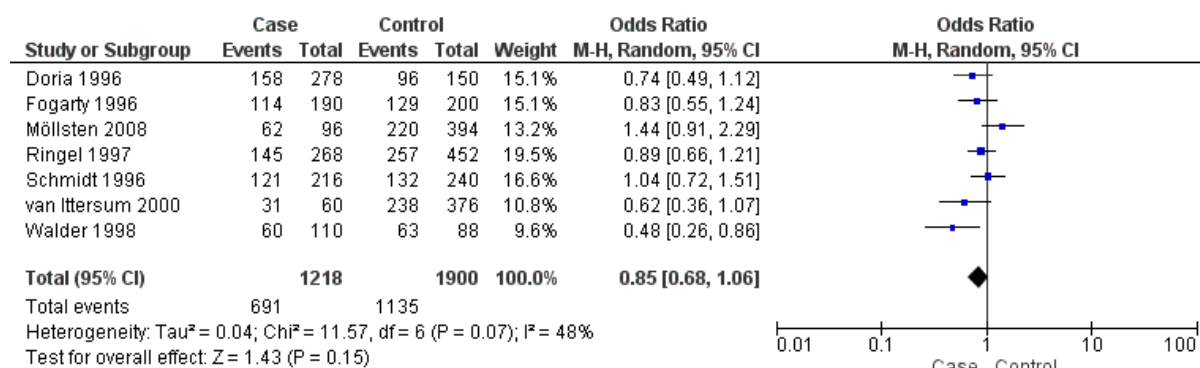 Case Control Odds Ratio Odds Ratio
Study or Subgroup Events Total Events Total Weight M-H, Random, 95% CI M-H, Random, 95% CI
Doria 1996 158 278 96 150 15.1% 0.74 [0.49, 1.12]
Fogarty 1996 114 190 129 200 15.1% 0.83 [0.55, 1.24]
Möllsten 2008 62 96 220 394 13.2% 1.44 [0.91, 2.29]
Ringel 1997 145 268 257 452 19.5% 0.89 [0.66, 1.21]
Schmidt 1996 121 216 132 240 16.6% 1.04 [0.72, 1.51]
van Ittersum 2000 31 60 238 376 10.8% 0.62 [0.36, 1.07]
Walder 1998 60 110 63 88 9.6% 0.48 [0.26, 0.86]
Total (95% CI) 1218 1900 100.0% 0.85 [0.68, 1.06]
Total events 691 1135
Heterogeneity: Tau² = 0.04; Chi² = 11.57, df = 6 (P = 0.07); I² = 48%
Test for overall effect: Z = 1.43 (P = 0.15)
0.01 0.1 1 10 100
Case Control